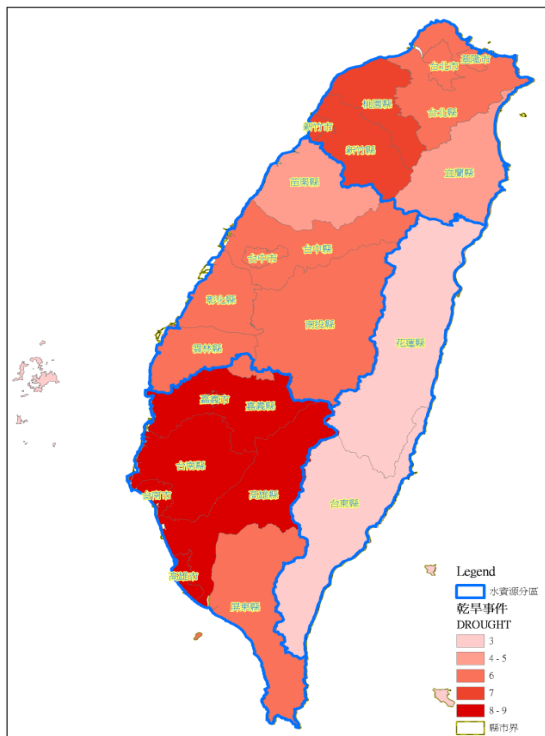 基隆市
台北市
桃園縣
台北縣
新竹市
新竹縣
宜蘭縣
苗栗縣
台中縣
台中市
彰化縣
南投縣
花蓮縣
雲林縣
嘉義市
嘉義縣
台南縣
台南市
高雄縣
台東縣
高雄市
屏東縣
Legend
水資源分區
乾旱事件
DROUGHT
3
4 - 5
6
7
8 - 9
縣市界